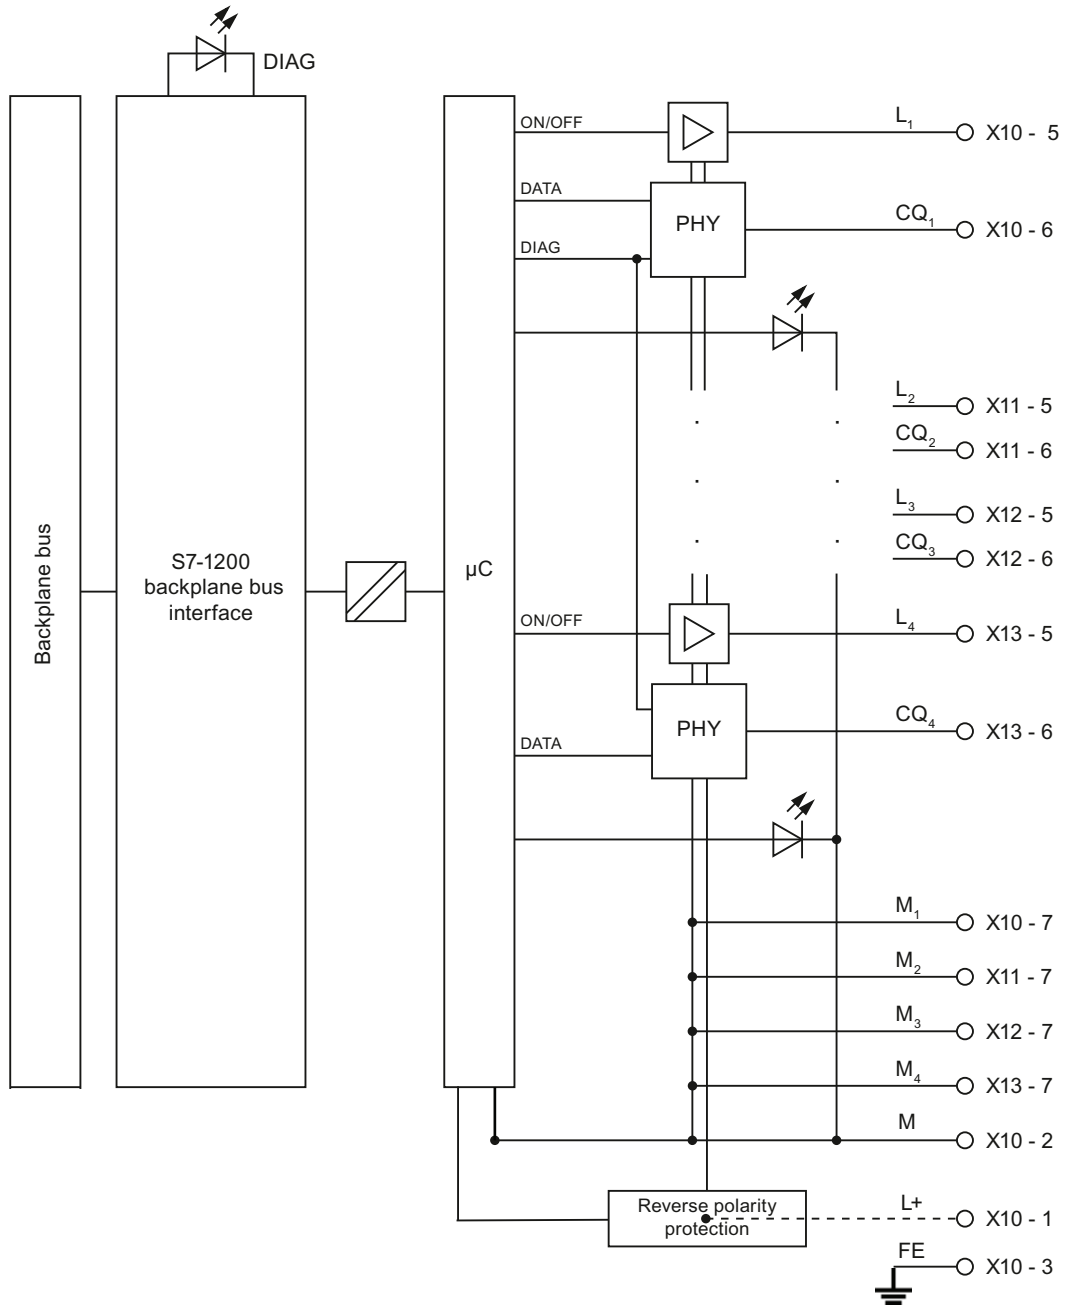 DIAG
ON/OFF
L1
X10 - 5
DATA
PHY
CQ1
X10 - 6
DIAG
L2
X11 - 5
CQ2
X11 - 6
L3
X12 - 5
CQ3
X12 - 6
Backplane bus
S7-1200
backplane bus
interface
µC
ON/OFF
L4
X13 - 5
CQ4
X13 - 6
PHY
DATA
M1
X10 - 7
M2
X11 - 7
M3
X12 - 7
M4
X13 - 7
M
X10 - 2
Reverse polarity
protection
L+
X10 - 1
FE
X10 - 3